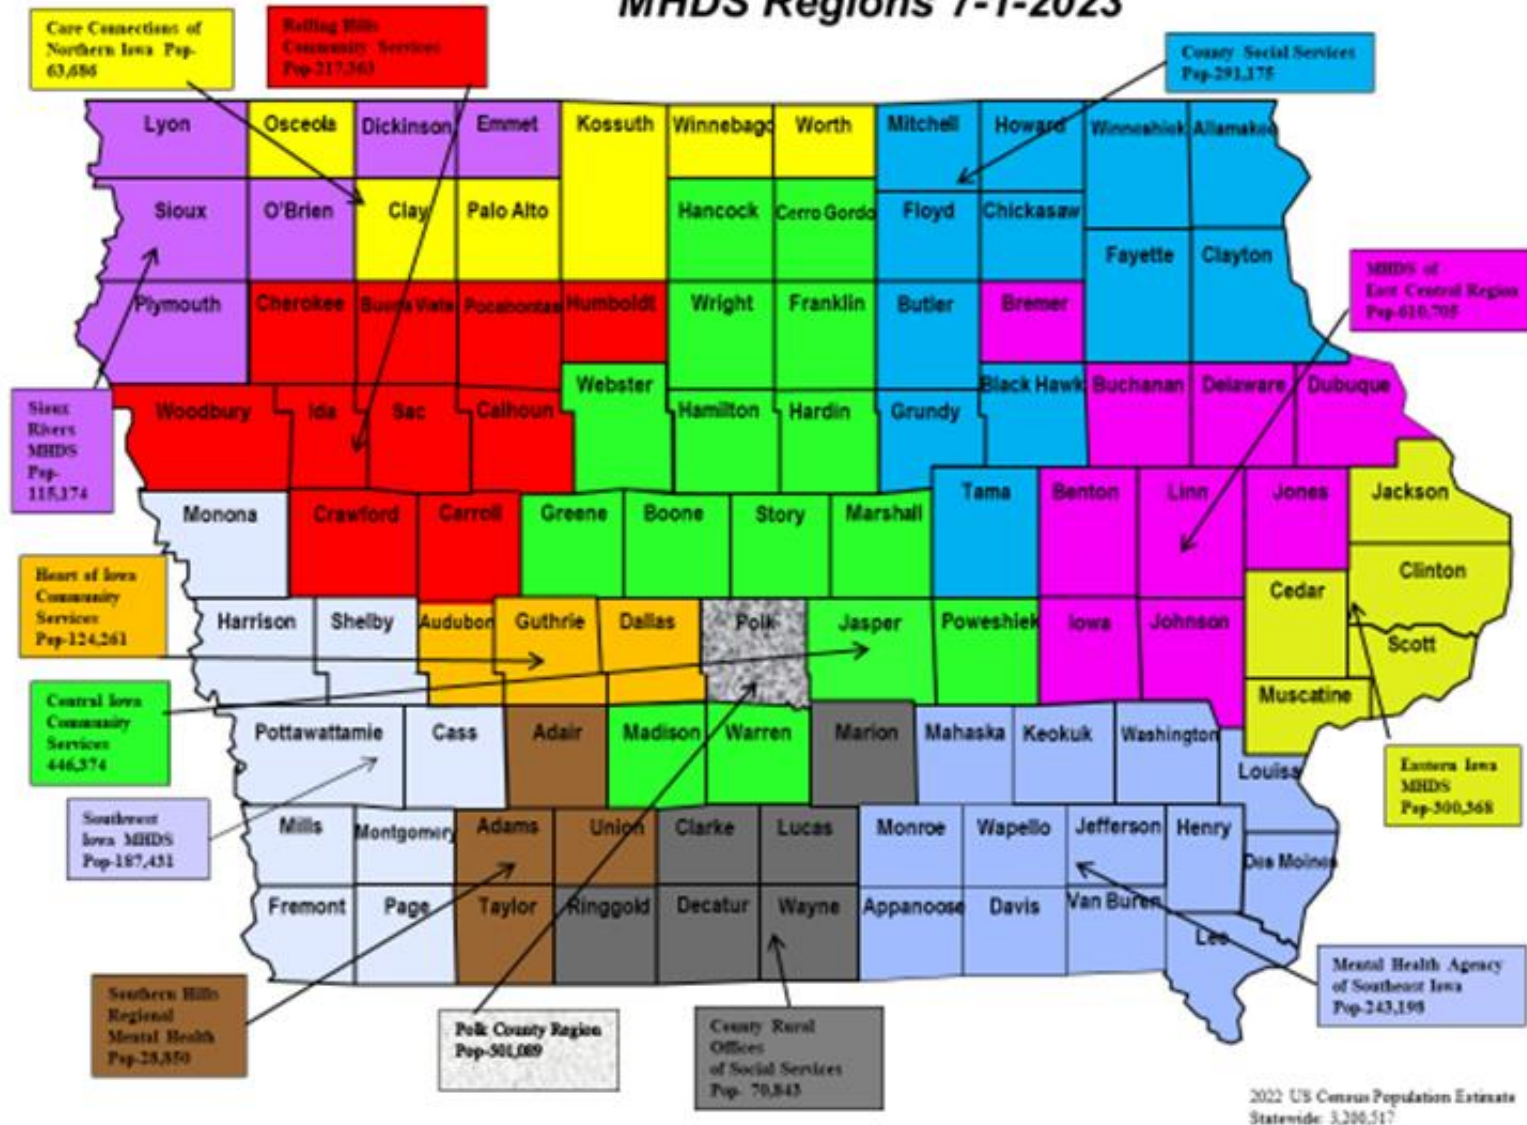 MHDS Regions 7-1-2023
Care Connections of
Northern Iowa Pop-
63,686
Rolling Hills
Community Services
Pop-217,363
County Social Services
Pop-291,175
Lyon
Osceola
Dickinson
Emmet
Kossuth
Winnebago
Worth
Mitchell
Howard
Winneshiek
Allamakee
Sioux
O'Brien
Clay
Palo Alto
Hancock
Cerro Gordo
Floyd
Chickasaw
Fayette
Clayton
MHDS of
East Central Region
Pop-610,705
Plymouth
Cherokee
Buena Vista
Pocahontas
Humboldt
Wright
Franklin
Butler
Bremer
Sioux
Rivers
MHDS
Pop-
115,174
Woodbury
Ida
Sac
Calhoun
Webster
Hamilton
Hardin
Grundy
Black Hawk
Buchanan
Delaware
Dubuque
Monona
Crawford
Carroll
Greene
Boone
Story
Marshall
Tama
Benton
Linn
Jones
Jackson
Heart of Iowa
Community
Services
Pop-124,261
Harrison
Shelby
Audubon
Guthrie
Dallas
Polk
Jasper
Poweshiek
Iowa
Johnson
Cedar
Clinton
Scott
Muscatine
Central Iowa
Community
Services
446,374
Pottawattamie
Cass
Adair
Madison
Warren
Marion
Mahaska
Keokuk
Washington
Louisa
Eastern Iowa
MHDS
Pop-300,368
Southwest
Iowa MHDS
Pop-187,431
Mills
Montgomery
Adams
Union
Clarke
Lucas
Monroe
Wapello
Jefferson
Henry
Des Moines
Fremont
Page
Taylor
Ringgold
Decatur
Wayne
Appanoose
Davis
Van Buren
Lee
Southern Hills
Regional
Mental Health
Pop-28,850
Polk County Region
Pop-501,089
County Rural
Offices
of Social Services
Pop- 70,843
Mental Health Agency
of Southeast Iowa
Pop-243,198
2022 US Census Population Estimate
Statewide: 3,200,517